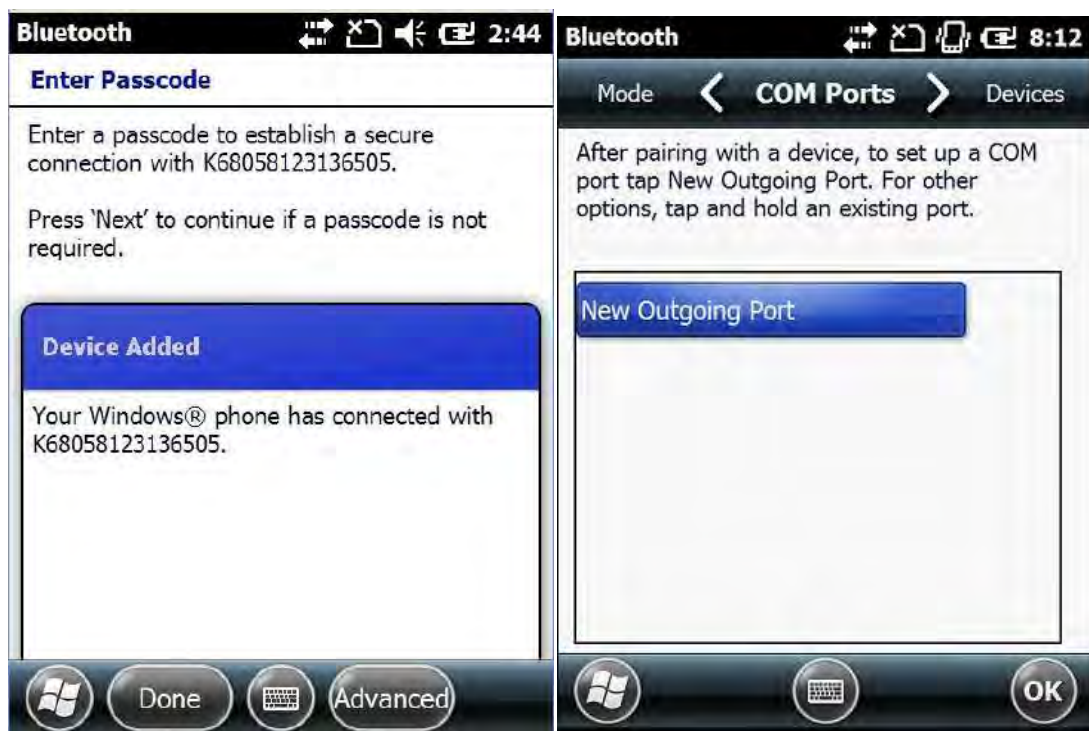 Bluetooth 2:44
Enter Passcode
Enter a passcode to establish a secure
connection with K68058123136505.
Press 'Next' to continue if a passcode is not
required.
Device Added
Your Windows® phone has connected with
K68058123136505.
Done Advanced
Bluetooth 8:12
Mode COM Ports Devices
After pairing with a device, to set up a COM
port tap New Outgoing Port. For other
options, tap and hold an existing port.
New Outgoing Port
OK